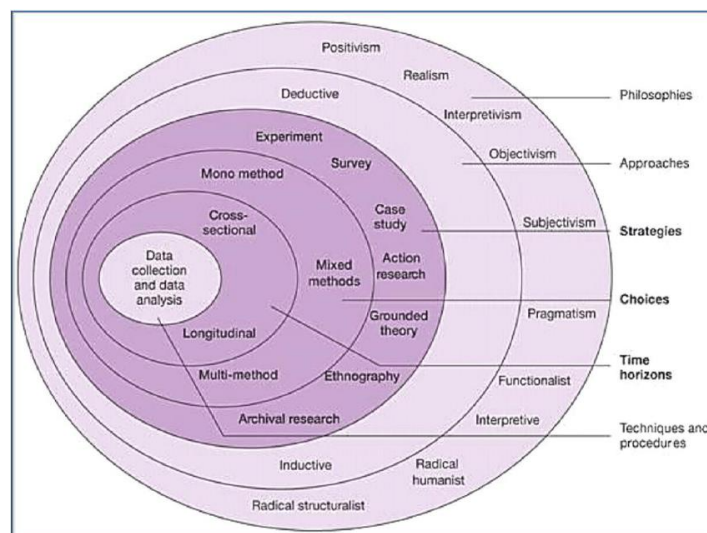 Positivism
Realism
Deductive
Philosophies
Interpretivism
Experiment
Objectivism
Survey
Approaches
Mono method
Cross-
sectional
Case
study
Subjectivism
Strategies
Data
collection
and data
analysis
Mixed
methods
Action
research
Choices
Grounded
theory
Pragmatism
Longitudinal
Multi-method
Ethnography
Time
horizons
Functionalist
Archival research
Interpretive
Techniques and
procedures
Inductive
Radical
humanist
Radical structuralist